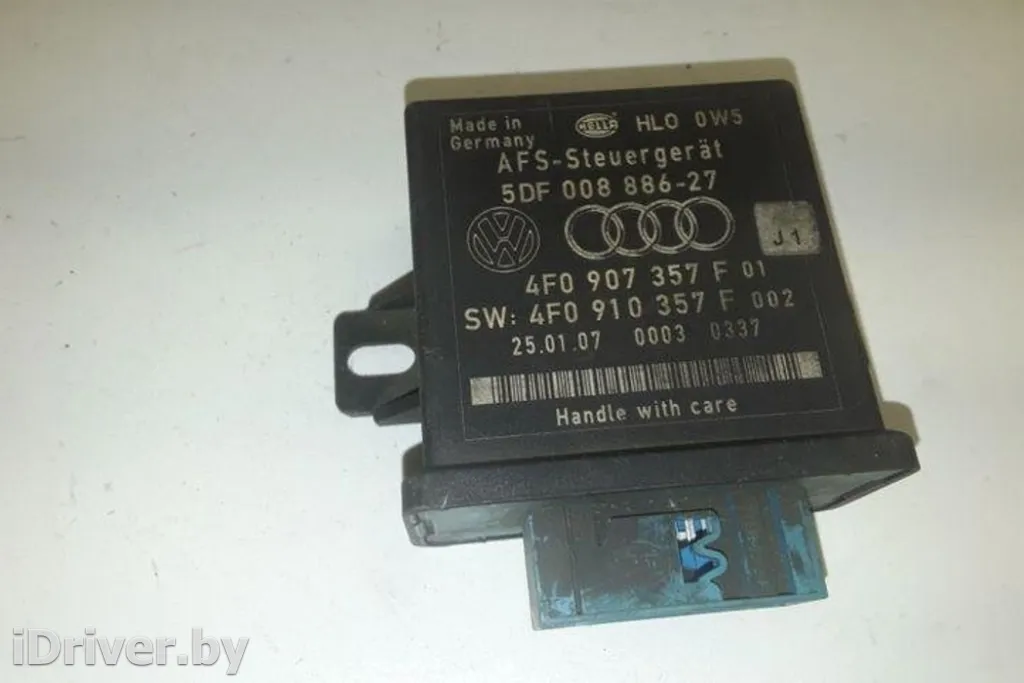 Made in
Germany
HELLA
HLO 0W5
AFS-Steuergerät
5DF 008 886-27
J1
4F0 907 357 F 01
SW: 4F0 910 357 F 002
25.01.07 0003 0337
Handle with care
iDriver.by